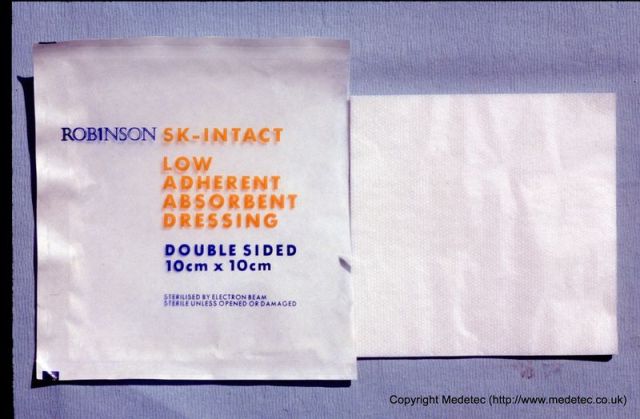 ROBINSON SK-INTACT
LOW
ADHERENT
ABSORBENT
DRESSING
DOUBLE SIDED
10cm x 10cm
STERILISED BY ELECTRON BEAM
STERILE UNLESS OPENED OR DAMAGED
Copyright Medetec (http://www.medetec.co.uk)